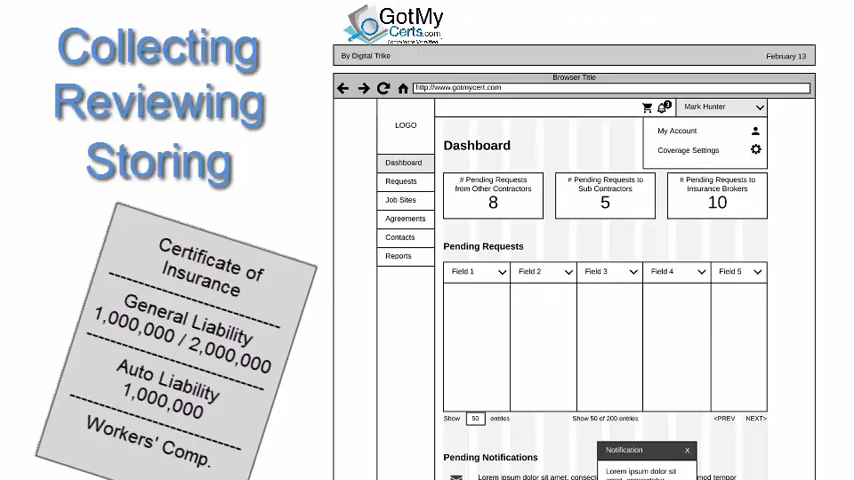 Collecting
Reviewing
Storing
Certificate of
Insurance
General Liability
1,000,000 / 2,000,000
Auto Liability
1,000,000
Workers' Comp.
GotMy
Certs.com
By Digital Trike
February 13
Browser Title
http://www.gotmycert.com
LOGO
3
Mark Hunter
My Account
Coverage Settings
Dashboard
Requests
Job Sites
Agreements
Contacts
Reports
Dashboard
# Pending Requests
from Other Contractors
8
# Pending Requests to
Sub Contractors
5
# Pending Requests to
Insurance Brokers
10
Pending Requests
Field 1 Field 2 Field 3 Field 4 Field 5
Show 50 entries
Show 50 of 200 entries
<PREV NEXT>
Pending Notifications
Lorem ipsum dolor sit amet, consecte
mod tempor
Notification X
Lorem ipsum dolor sit